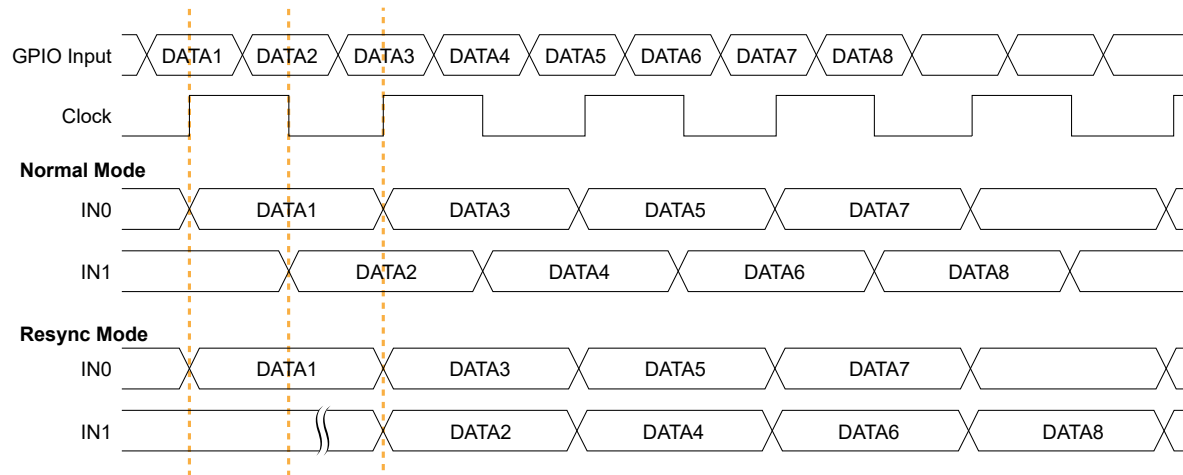 GPIO Input DATA1 DATA2 DATA3 DATA4 DATA5 DATA6 DATA7 DATA8
Clock
Normal Mode
IN0 DATA1 DATA3 DATA5 DATA7
IN1 DATA2 DATA4 DATA6 DATA8
Resync Mode
IN0 DATA1 DATA3 DATA5 DATA7
IN1 DATA2 DATA4 DATA6 DATA8